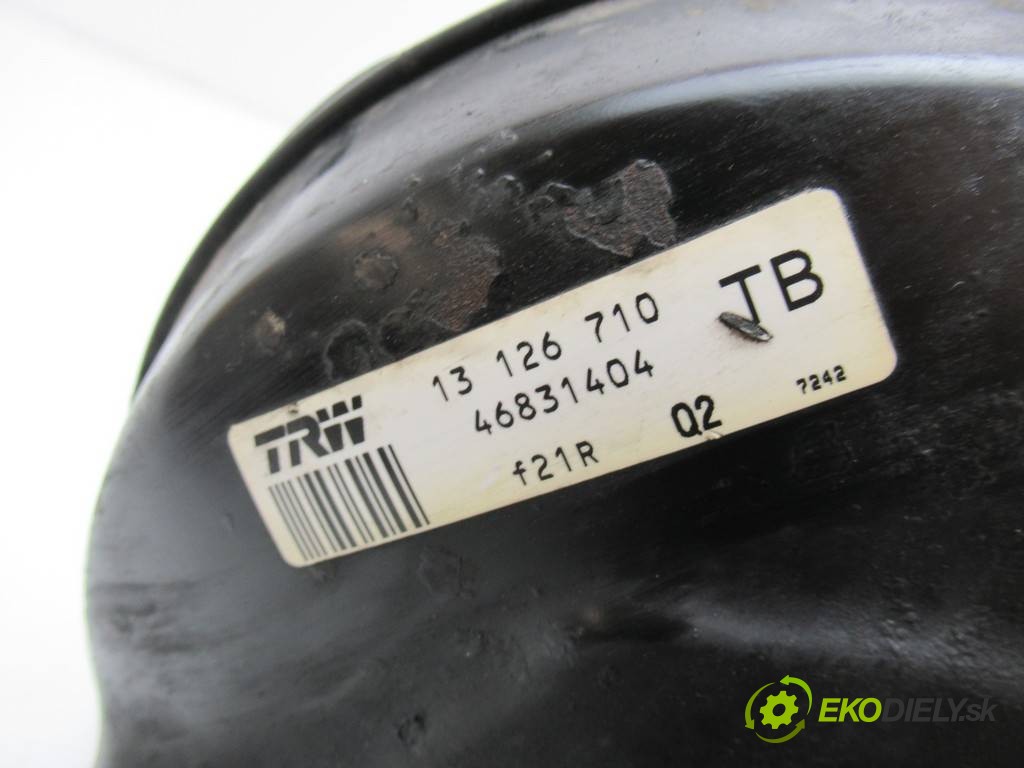 13 126 710 TB
46831404
TRW
f21R Q2 7242
EKODIELY.sk